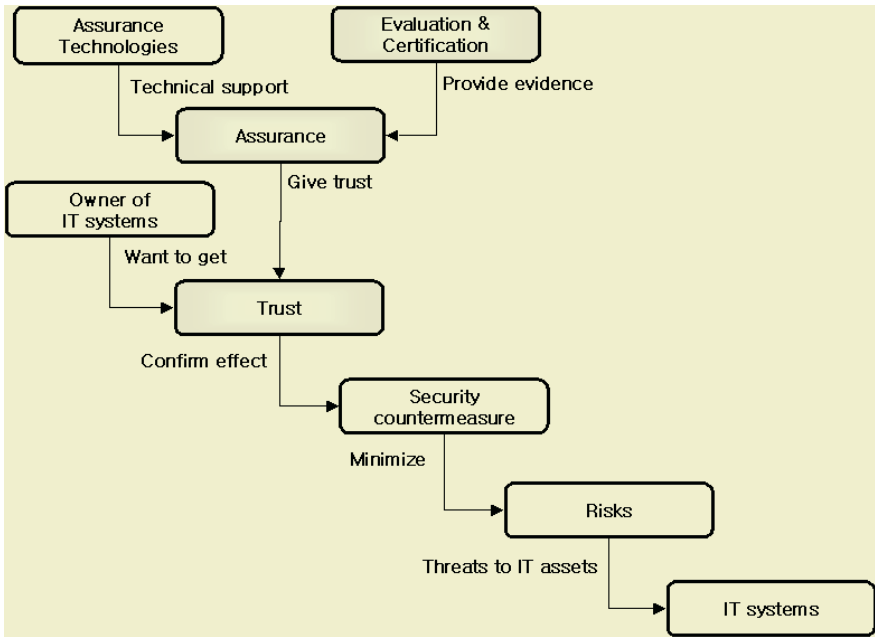 Assurance
Technologies
Evaluation &
Certification
Technical support
Provide evidence
Assurance
Give trust
Owner of
IT systems
Want to get
Trust
Confirm effect
Security
countermeasure
Minimize
Risks
Threats to IT assets
IT systems